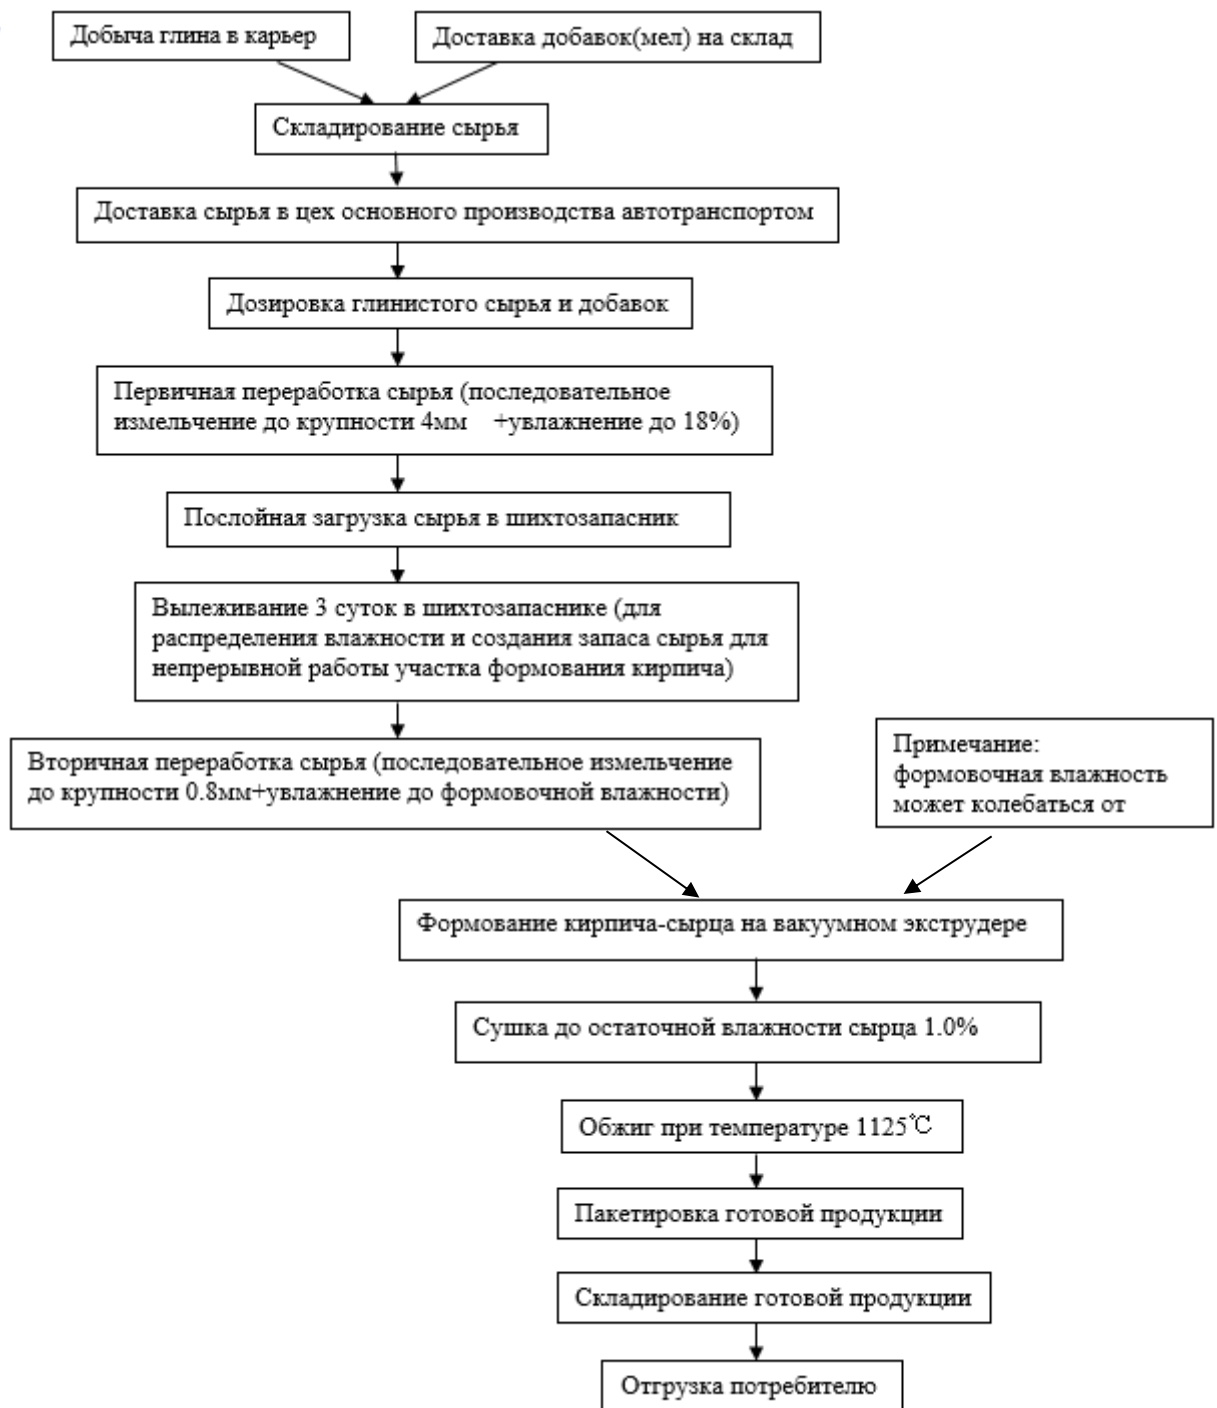 Добыча глина в карьер
Доставка добавок(мел) на склад
Складирование сырья
Доставка сырья в цех основного производства автотранспортом
Дозировка глинистого сырья и добавок
Первичная переработка сырья (последовательное
измельчение до крупности 4мм +увлажнение до 18%)
Послойная загрузка сырья в шихтозапасник
Вылеживание 3 суток в шихтозапаснике (для
распределения влажности и создания запаса сырья для
непрерывной работы участка формования кирпича)
Вторичная переработка сырья (последовательное измельчение
до крупности 0.8мм+увлажнение до формовочной влажности)
Примечание:
формовочная влажность
может колебаться от
Формование кирпича-сырца на вакуумном экструдере
Сушка до остаточной влажности сырца 1.0%
Обжиг при температуре 1125℃
Пакетировка готовой продукции
Складирование готовой продукции
Отгрузка потребителю